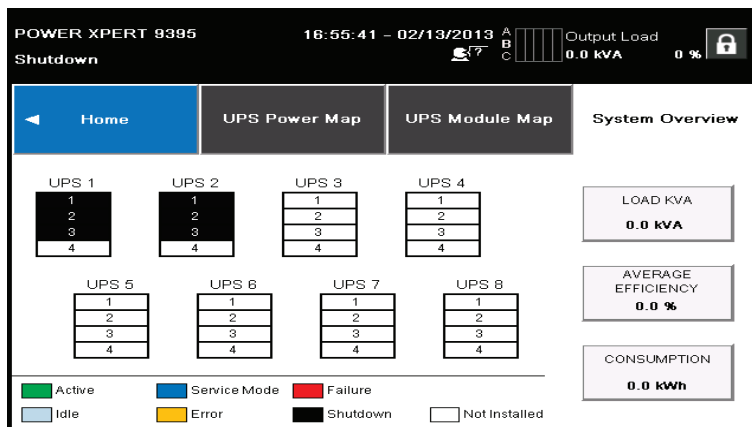 POWER XPERT 9395
16:55:41 - 02/13/2013
Shutdown
A
B
C
Output Load
0.0 kVA 0 %
?
Home
UPS Power Map
UPS Module Map
System Overview
UPS 1 UPS 2 UPS 3 UPS 4
1 1 1 1
2 2 2 2
3 3 3 3
4 4 4 4
UPS 5 UPS 6 UPS 7 UPS 8
1 1 1 1
2 2 2 2
3 3 3 3
4 4 4 4
LOAD KVA
0.0 kVA
AVERAGE
EFFICIENCY
0.0 %
CONSUMPTION
0.0 kWh
Active Service Mode Failure
Idle Error Shutdown Not Installed